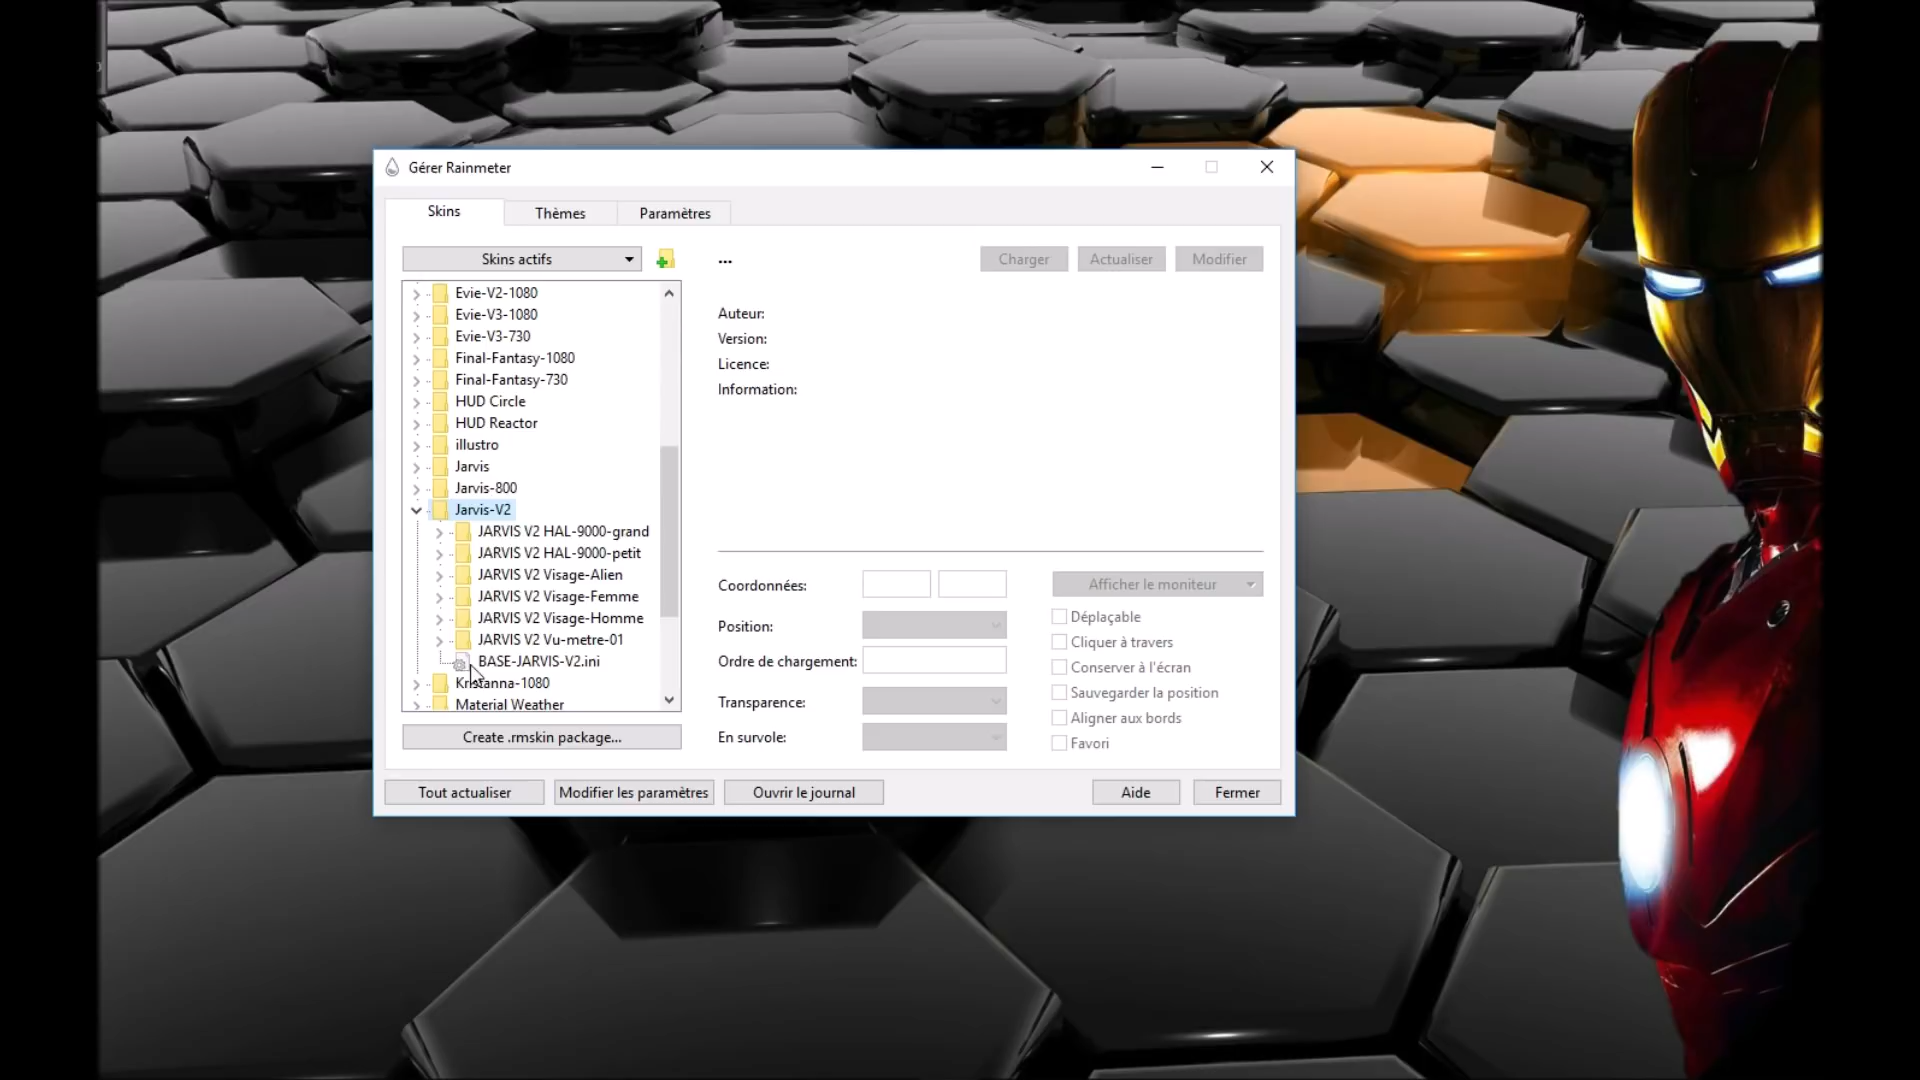 Gérer Rainmeter
Skins
Thèmes
Paramètres
Skins actifs
...
Charger
Actualiser
Modifier
Evie-V2-1080
Evie-V3-1080
Evie-V3-730
Final-Fantasy-1080
Final-Fantasy-730
HUD Circle
HUD Reactor
illustro
Jarvis
Jarvis-800
Jarvis-V2
JARVIS V2 HAL-9000-grand
JARVIS V2 HAL-9000-petit
JARVIS V2 Visage-Alien
JARVIS V2 Visage-Femme
JARVIS V2 Visage-Homme
JARVIS V2 Vu-metre-01
BASE-JARVIS-V2.ini
Material Weather
Create .rmskin package...
Auteur:
Version:
Licence:
Information:
Coordonnées:
Position:
Ordre de chargement:
Transparence:
En survole:
Afficher le moniteur
Déplaçable
Cliquer à travers
Conserver à l'écran
Sauvegarder la position
Aligner aux bords
Favori
Tout actualiser
Modifier les paramètres
Ouvrir le journal
Aide
Fermer